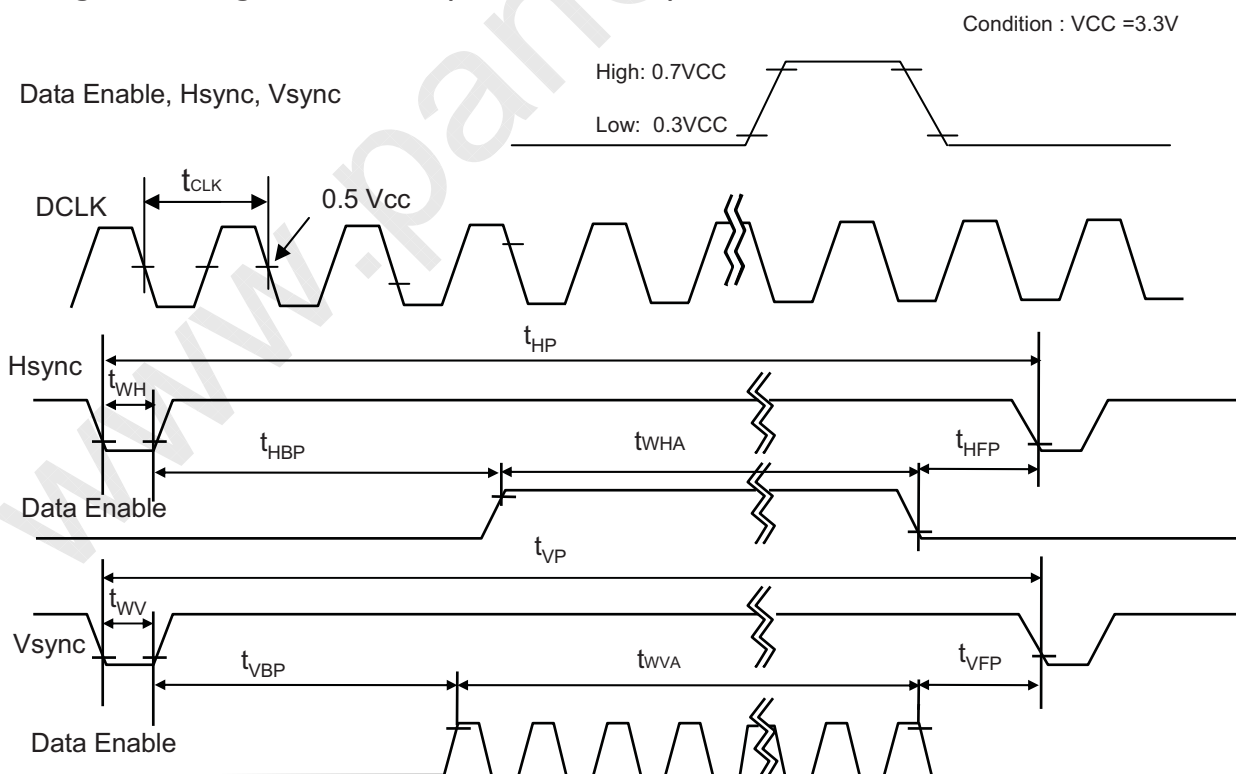 Condition : VCC =3.3V
High: 0.7VCC
Data Enable, Hsync, Vsync
Low: 0.3VCC
tCLK
0.5 Vcc
DCLK
tHP
Hsync
tWH
tHBP
tWHA
tHFP
Data Enable
tVP
tWV
Vsync
tVBP
tWVA
tVFP
Data Enable